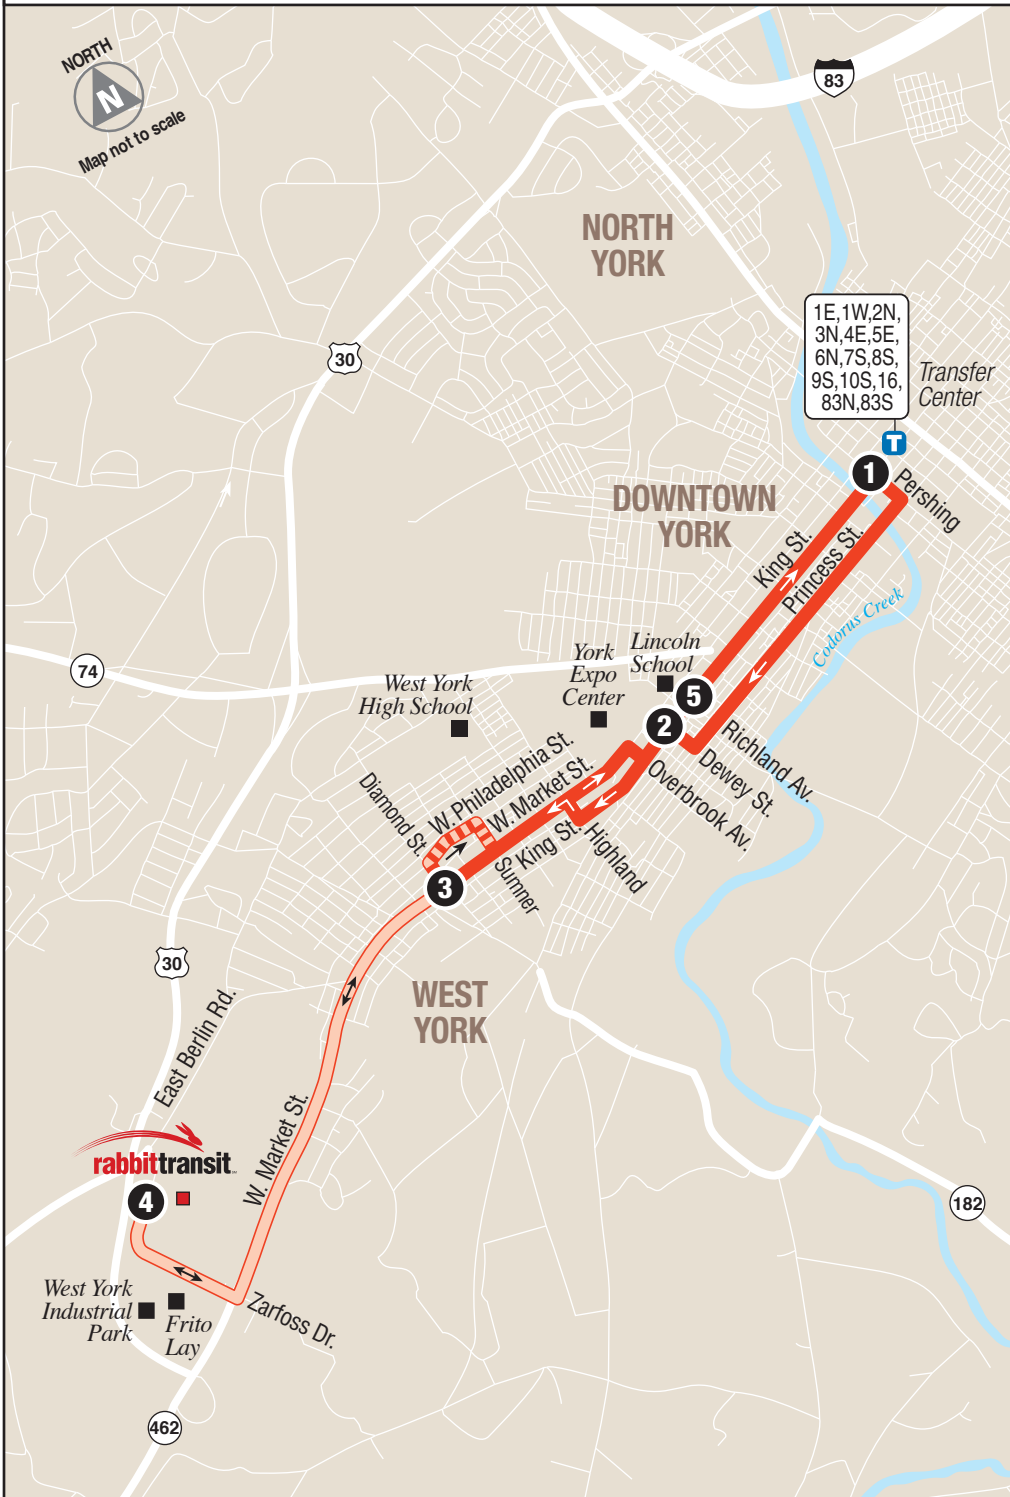 NORTH
N
Map not to scale
83
NORTH
YORK
1E,1W,2N,
3N,4E,5E,
6N,7S,8S,
9S,10S,16,
83N,83S
Transfer
Center
T
30
1
Pershing
DOWNTOWN
YORK
King St.
Princess St.
Codorus Creek
74
West York
High School
York
Expo
Center
Lincoln
School
5
2
Richland Av.
Dewey St.
Overbrook Av.
W. Philadelphia St.
W. Market St.
Diamond St.
King St.
Highland
Sumner
3
30
WEST
YORK
East Berlin Rd.
W. Market St.
rabbittransit
4
182
West York
Industrial
Park
Frito
Lay
Zarfoss Dr.
462